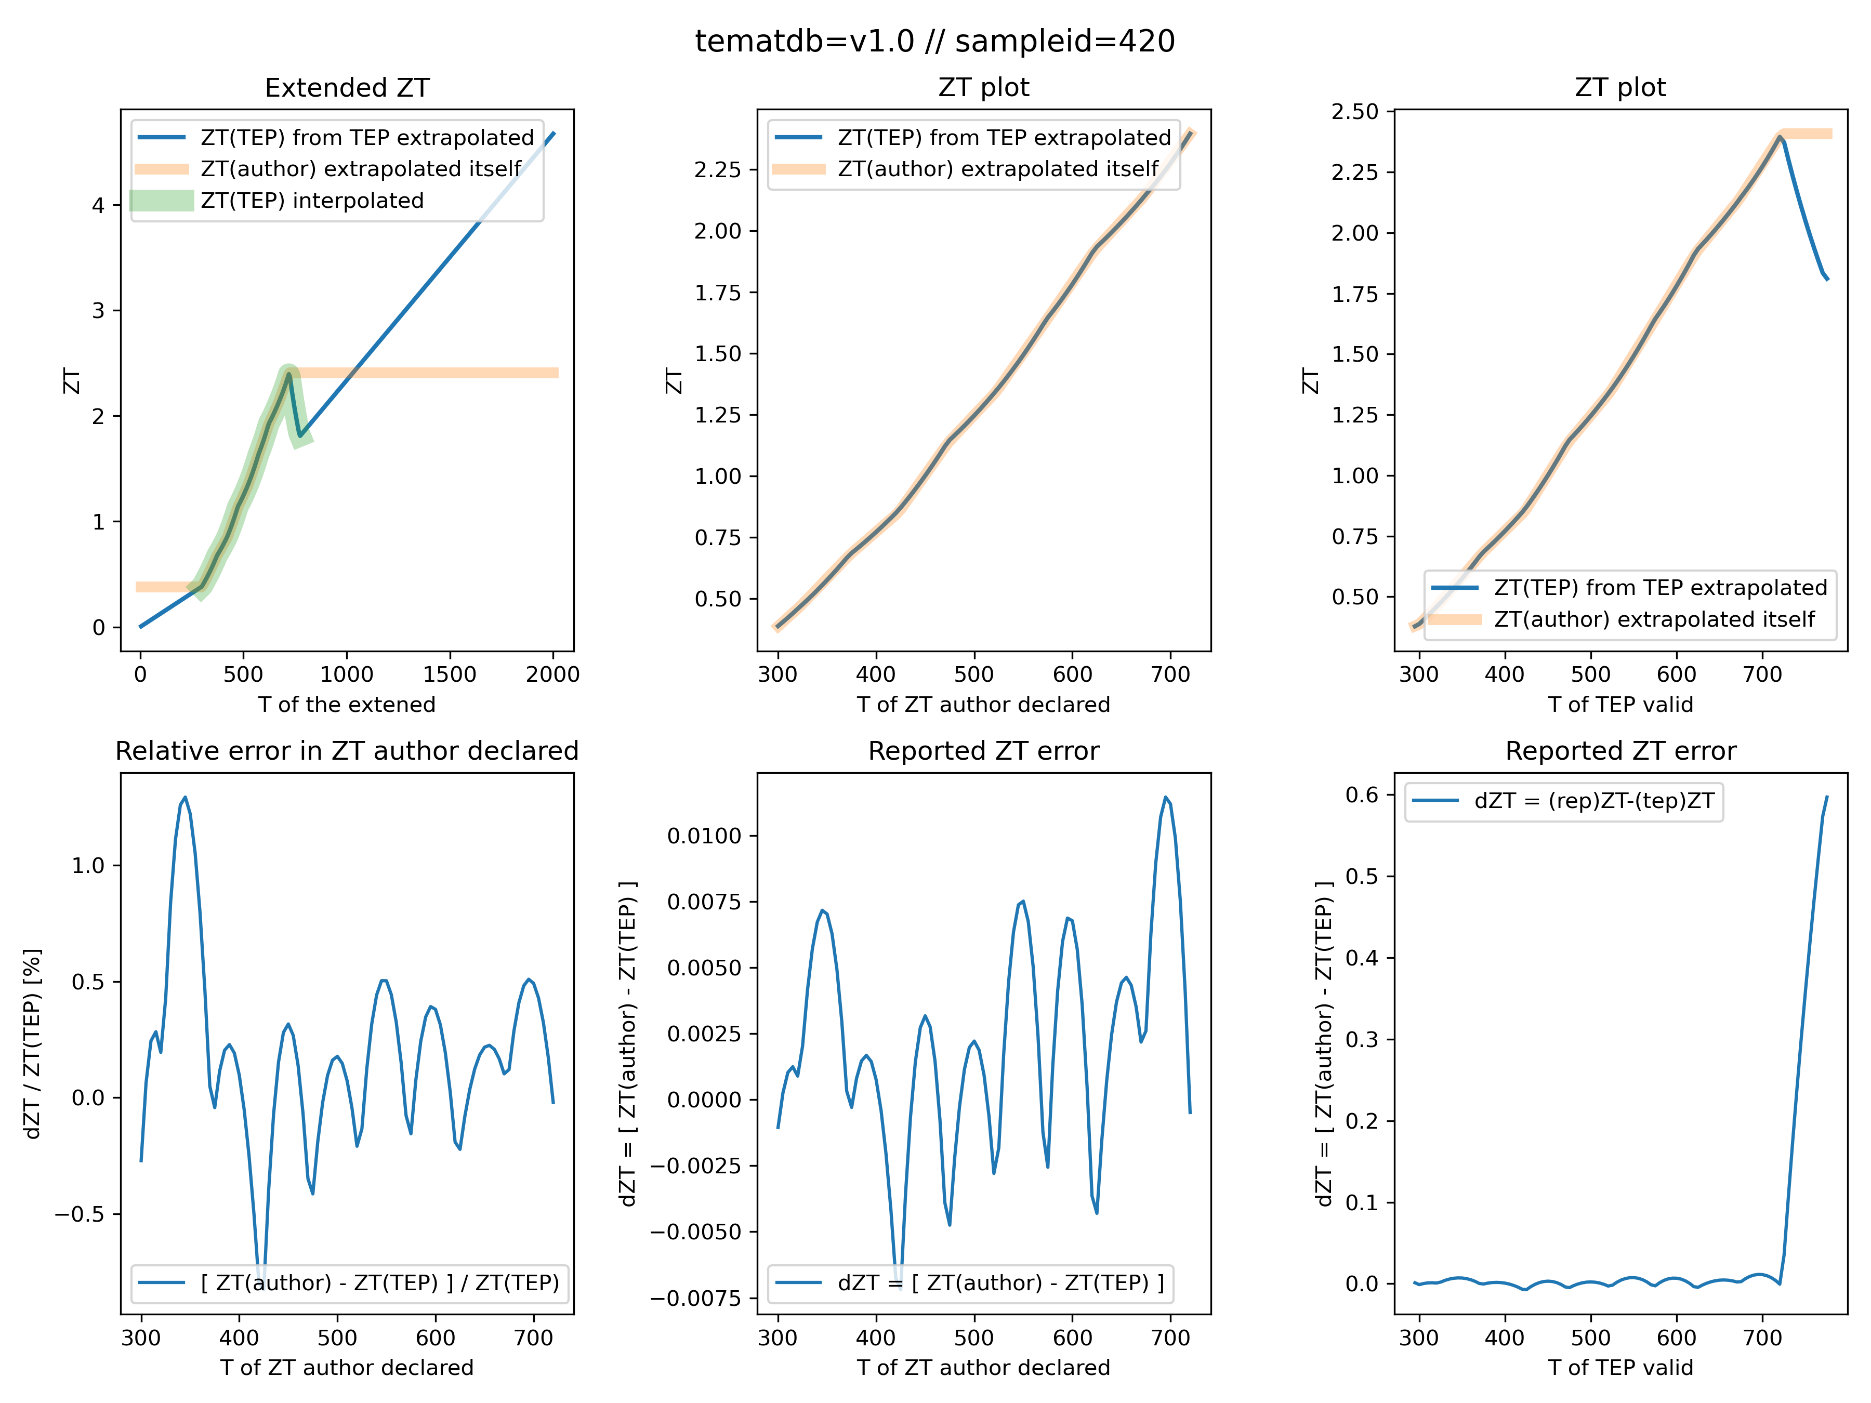 tematdb=v1.0 // sampleid=420
Extended ZT
ZT(TEP) from TEP extrapolated
ZT(author) extrapolated itself
ZT(TEP) interpolated
ZT
4
3
2
1
0
0 500 1000 1500 2000
T of the extened
ZT plot
ZT(TEP) from TEP extrapolated
ZT(author) extrapolated itself
ZT
2.25
2.00
1.75
1.50
1.25
1.00
0.75
0.50
300 400 500 600 700
T of ZT author declared
ZT plot
ZT
2.50
2.25
2.00
1.75
1.50
1.25
1.00
0.75
0.50
ZT(TEP) from TEP extrapolated
ZT(author) extrapolated itself
300 400 500 600 700
T of TEP valid
Relative error in ZT author declared
dZT / ZT(TEP) [%]
1.0
0.5
0.0
−0.5
[ ZT(author) - ZT(TEP) ] / ZT(TEP)
300 400 500 600 700
T of ZT author declared
Reported ZT error
dZT = [ ZT(author) - ZT(TEP) ]
0.0100
0.0075
0.0050
0.0025
0.0000
−0.0025
−0.0050
−0.0075
dZT = [ ZT(author) - ZT(TEP) ]
300 400 500 600 700
T of ZT author declared
Reported ZT error
dZT = (rep)ZT-(tep)ZT
dZT = [ ZT(author) - ZT(TEP) ]
0.6
0.5
0.4
0.3
0.2
0.1
0.0
300 400 500 600 700
T of TEP valid